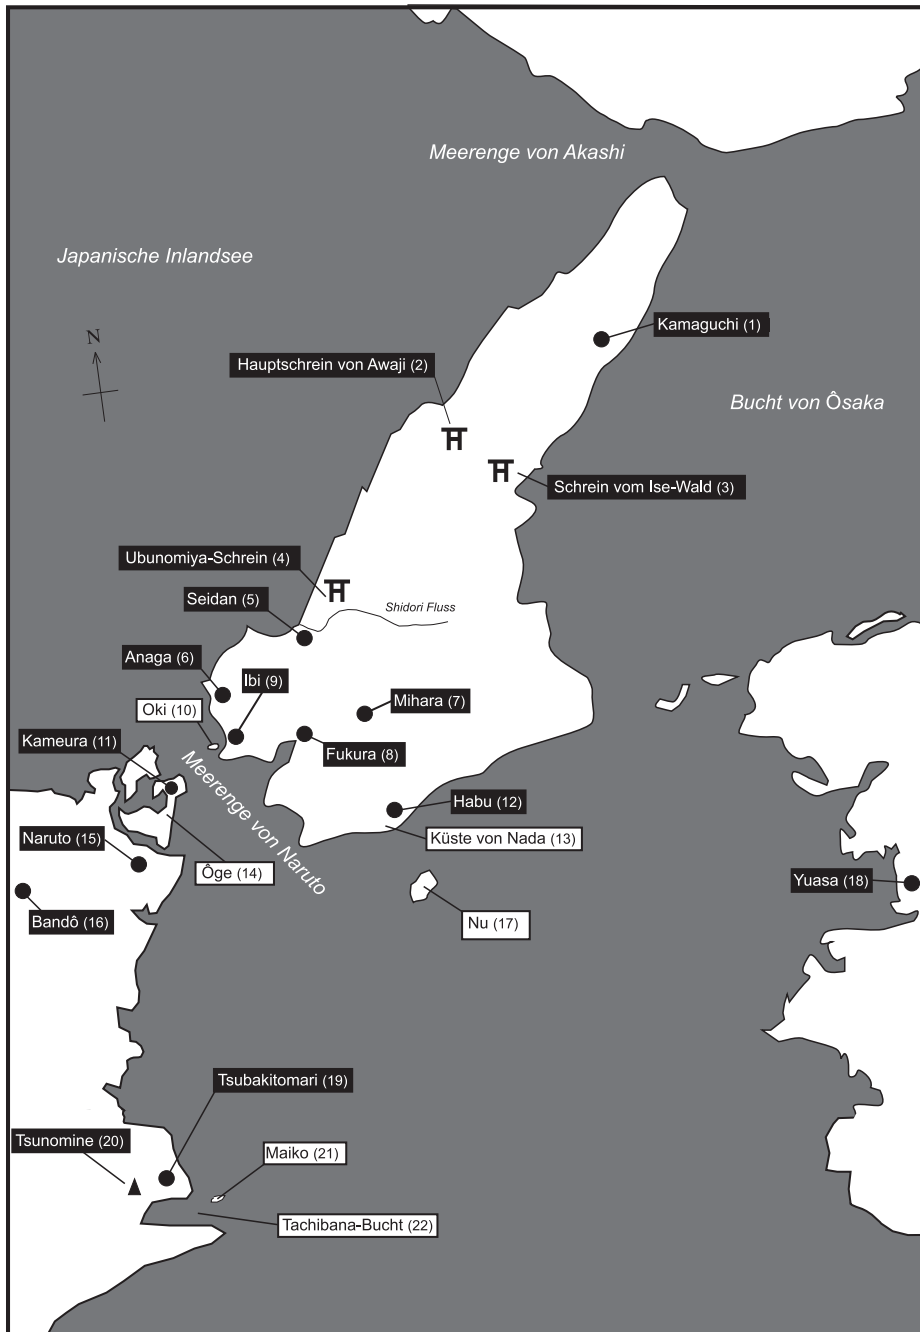 Meerenge von Akashi
Japanische Inlandsee
N
Kamaguchi (1)
Hauptschrein von Awaji (2)
Bucht von Ôsaka
Schrein vom Ise-Wald (3)
Ubunomiya-Schrein (4)
Seidan (5)
Shidori Fluss
Anaga (6)
Ibi (9)
Mihara (7)
Oki (10)
Kameura (11)
Fukura (8)
Meerenge von Naruto
Habu (12)
Küste von Nada (13)
Naruto (15)
Ôge (14)
Yuasa (18)
Bandô (16)
Nu (17)
Tsubakitomari (19)
Tsunomine (20)
Maiko (21)
Tachibana-Bucht (22)